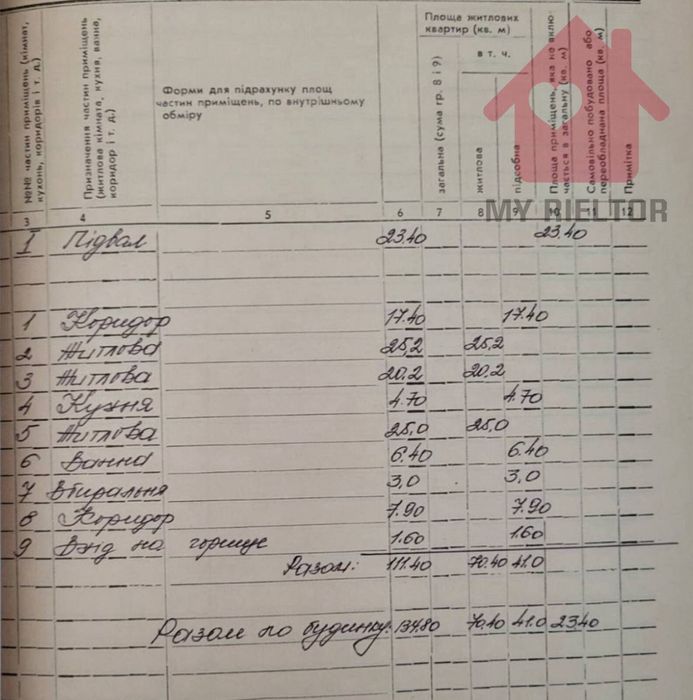 №№ частин приміщень (кімнат, кухонь, коридорів і т. д.)
Призначення частин приміщень (житлова кімната, кухня, ванна, коридор і т. д.)
Форми для підрахунку площ
частин приміщень, по внутрішньому
обміру
Площа житлових
квартир (кв. м)
загальна (сума гр. 8 і 9)
в т. ч.
житлова
підсобна
Площа приміщень, яка не включається в загальну (кв. м)
Самовільно побудовано або переобладнана площа (кв. м)
Примітка
MY RIELTOR
3 4 5 6 7 8 9 10 11 12
I Підвал 23.40 23.40
1 Коридор 17.40 17.40
2 Житлова 25,2 25,2
3 Житлова 20.2 20.2
4 Кухня 4.70 4.70
5 Житлова 25,0 25,0
6 Ванна 6.40 6.40
7 Вбиральня 3,0 3,0
8 Коридор 7.90 7.90
9 Вхід на горище 1.60 1.60
Разом: 111.40 70.40 41.0
Разом по будинку: 134.80 70.40 41.0 23.40